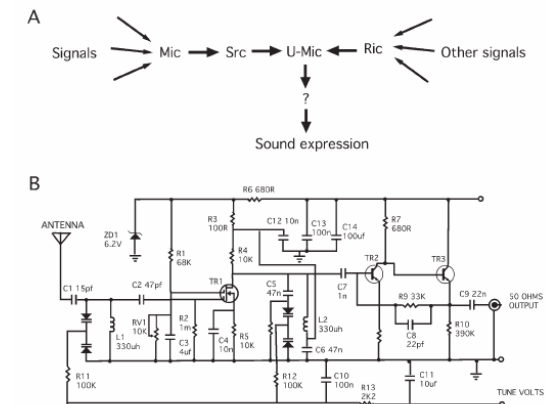 A
Signals Mic Src U-Mic Ric Other signals
?
Sound expression
B
R6 680R
ANTENNA
ZD1
6.2V
R3
100R
C12 10n
C13
100n
C14
100uf
R7
680R
R1
68K
R4
10K
TR1
TR2
TR3
C1 15pf
C2 47pf
C5
47n
C7
1n
R9 33K
C9 22n
50 OHMS
OUTPUT
L1
330uh
RV1
10K
R2
1m
C3
4uf
C4
10n
R5
10K
L2
330uh
C8
22pf
R10
390K
C6 47n
R11
100K
R12
100K
C10
100n
R13
2K2
C11
10uf
TUNE VOLTS